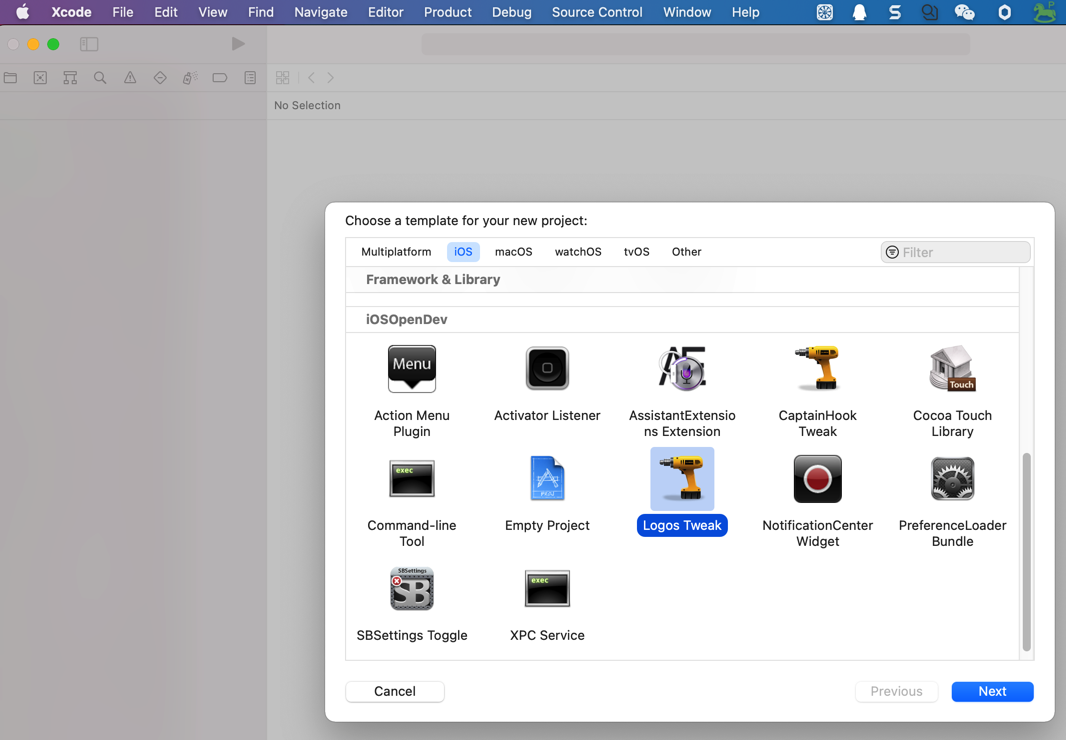 Xcode File Edit View Find Navigate Editor Product Debug Source Control Window Help
No Selection
Choose a template for your new project:
Multiplatform iOS macOS watchOS tvOS Other
Filter
Framework & Library
iOSOpenDev
Menu
Touch
Action Menu
Plugin
Activator Listener
AssistantExtensio
ns Extension
CaptainHook
Tweak
Cocoa Touch
Library
exec
Command-line
Tool
Empty Project
Logos Tweak
NotificationCenter
Widget
PreferenceLoader
Bundle
SBSettings
SB
exec
SBSettings Toggle
XPC Service
Cancel Previous Next